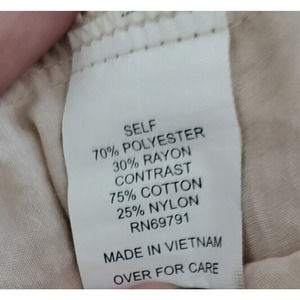 SELF
70% POLYESTER
30% RAYON
CONTRAST
75% COTTON
25% NYLON
RN69791
MADE IN VIETNAM
OVER FOR CARE